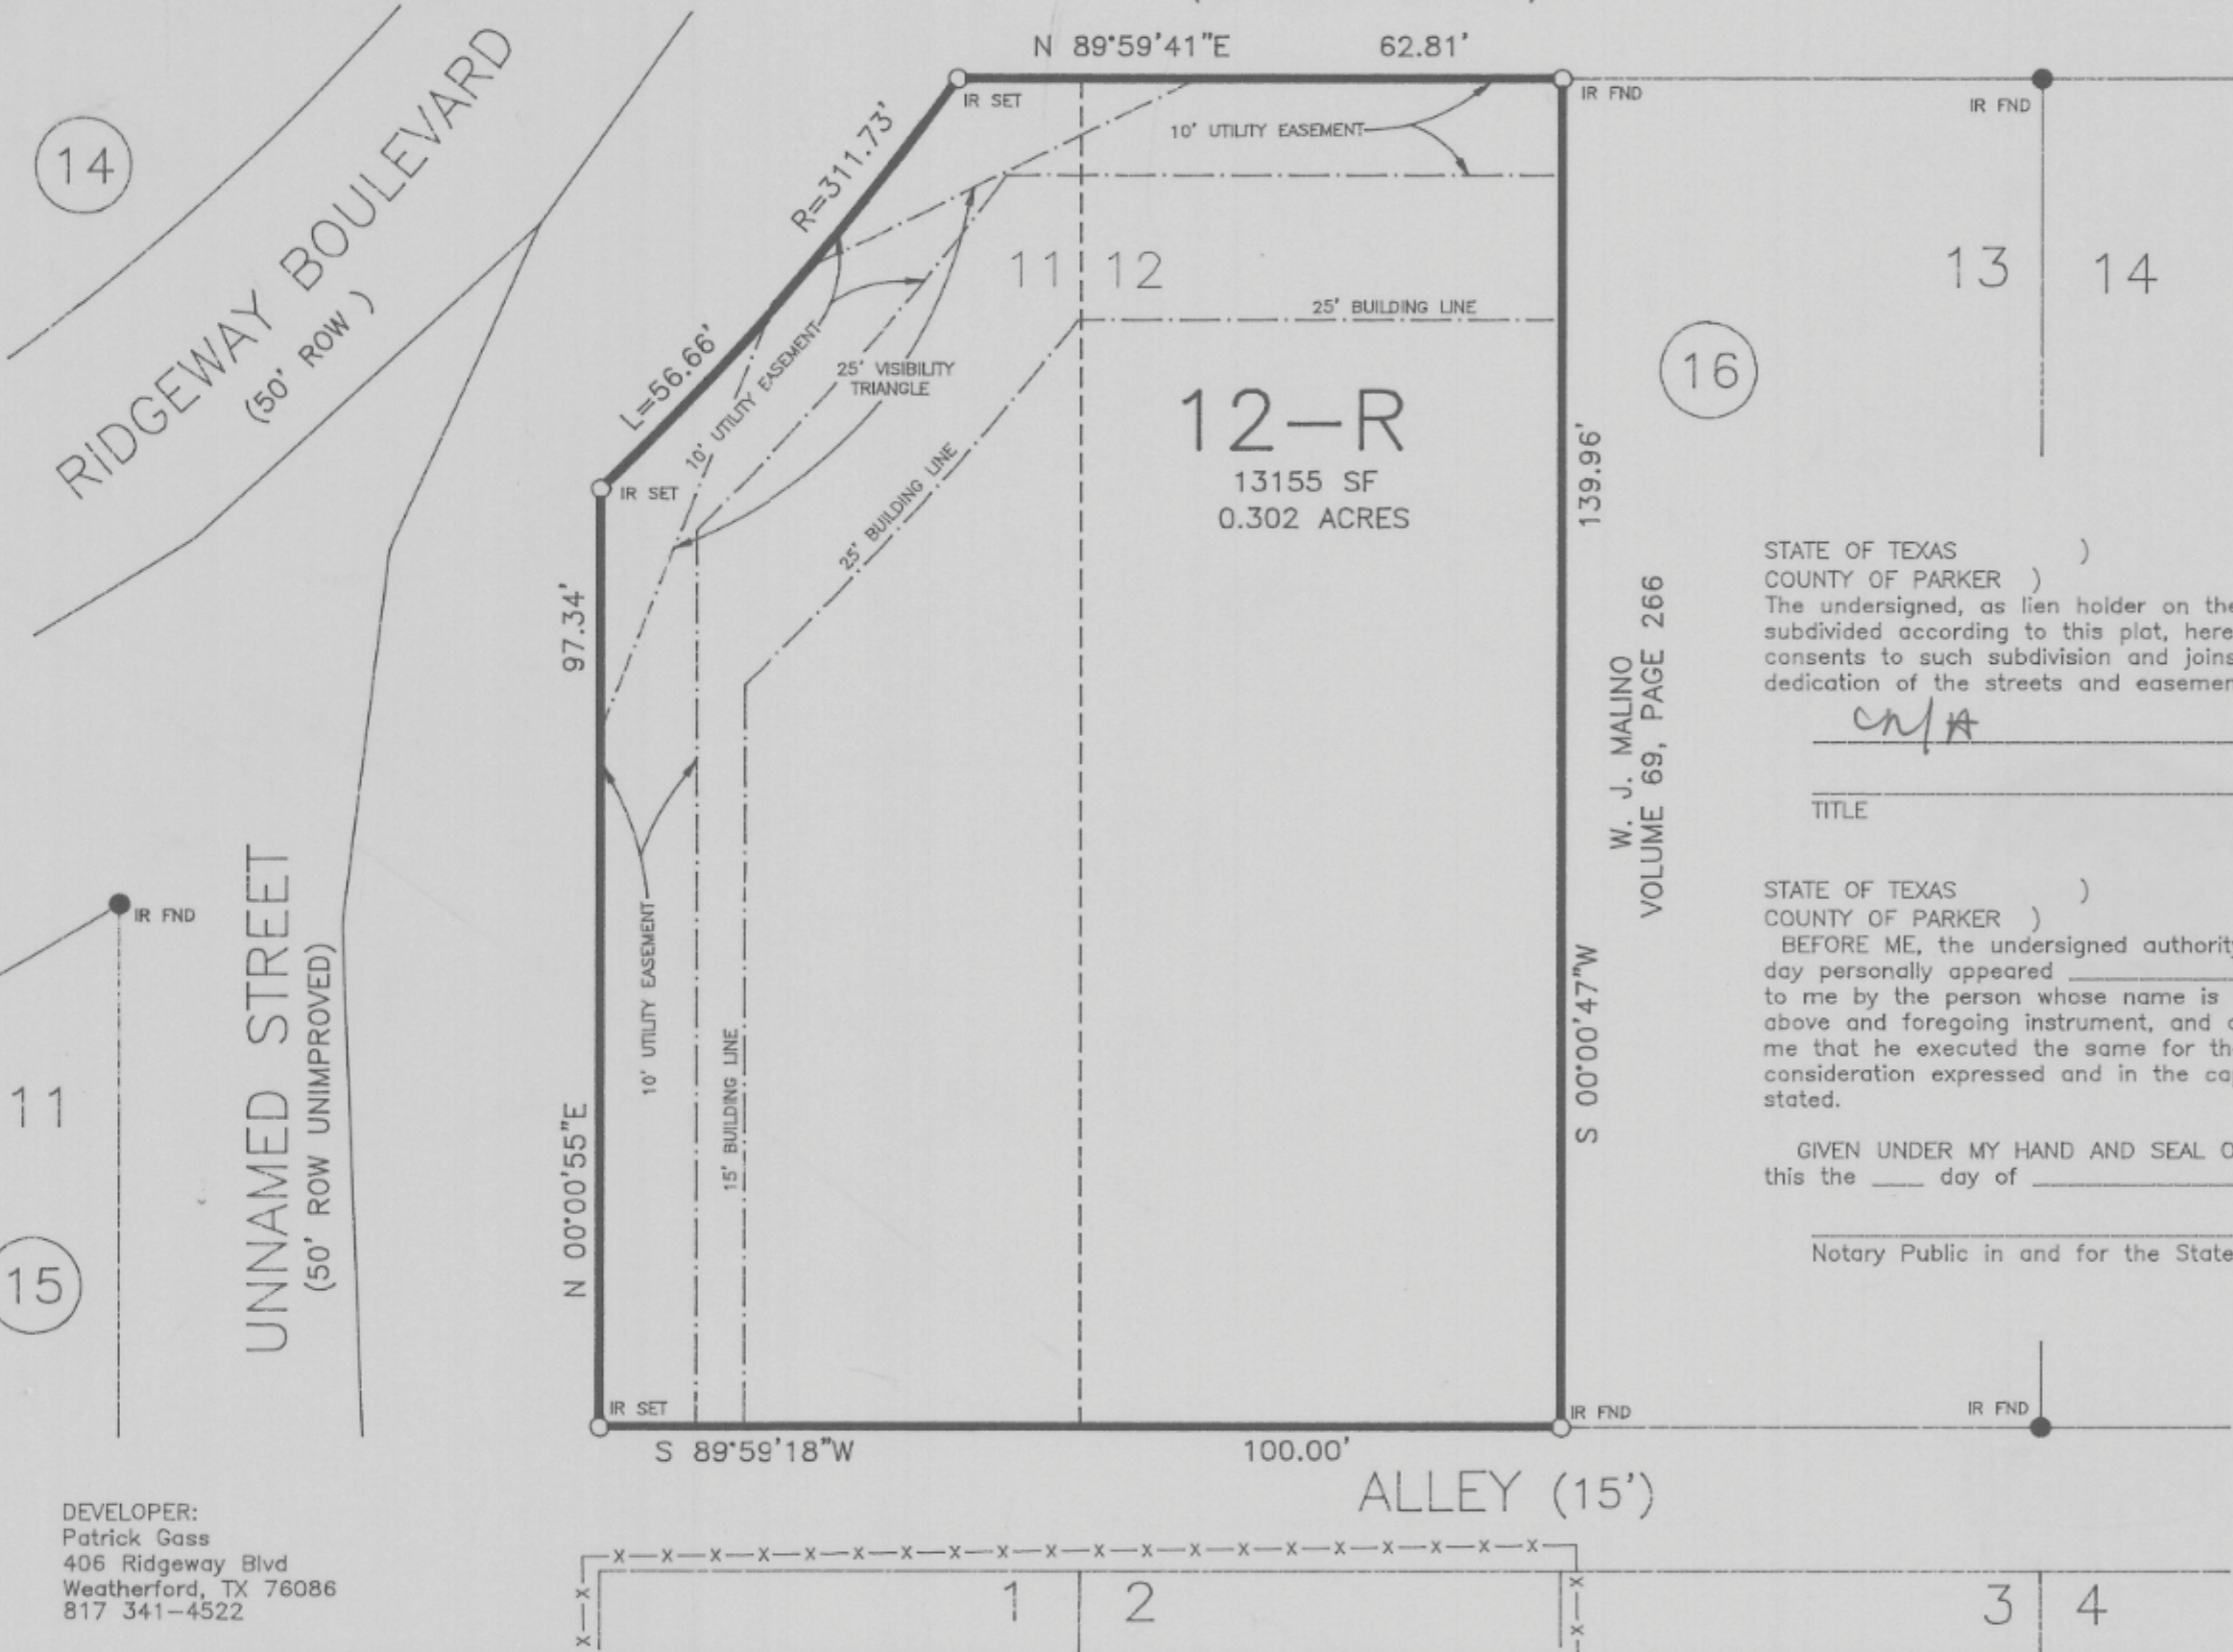 N 89°59'41"E 62.81'
IR SET
IR FND
IR FND
10' UTILITY EASEMENT
14
RIDGEWAY BOULEVARD
(50' ROW )
R=311.73'
L=56.66'
11 12
13 14
25' BUILDING LINE
10' UTILITY EASEMENT
25' VISIBILITY
TRIANGLE
25' BUILDING LINE
12-R
13155 SF
0.302 ACRES
16
139.96'
IR SET
97.34'
W. J. MALINO
VOLUME 69, PAGE 266
STATE OF TEXAS )
COUNTY OF PARKER )
The undersigned, as lien holder on the
subdivided according to this plat, here
consents to such subdivision and joins
dedication of the streets and easemen
N/A
TITLE
STATE OF TEXAS )
COUNTY OF PARKER )
BEFORE ME, the undersigned authority
day personally appeared
to me by the person whose name is
above and foregoing instrument, and
me that he executed the same for th
consideration expressed and in the ca
stated.
GIVEN UNDER MY HAND AND SEAL O
this the ___ day of
Notary Public in and for the State
IR FND
UNNAMED STREET
(50' ROW UNIMPROVED)
11
15
10' UTILITY EASEMENT
15' BUILDING LINE
N 00°00'55"E
S 00°00'47"W
IR SET
IR FND
IR FND
S 89°59'18"W 100.00'
ALLEY (15')
DEVELOPER:
Patrick Gass
406 Ridgeway Blvd
Weatherford, TX 76086
817 341-4522
x x x x x x x x x x x x x x x x x x x x
x x
x x
1 2
3 4